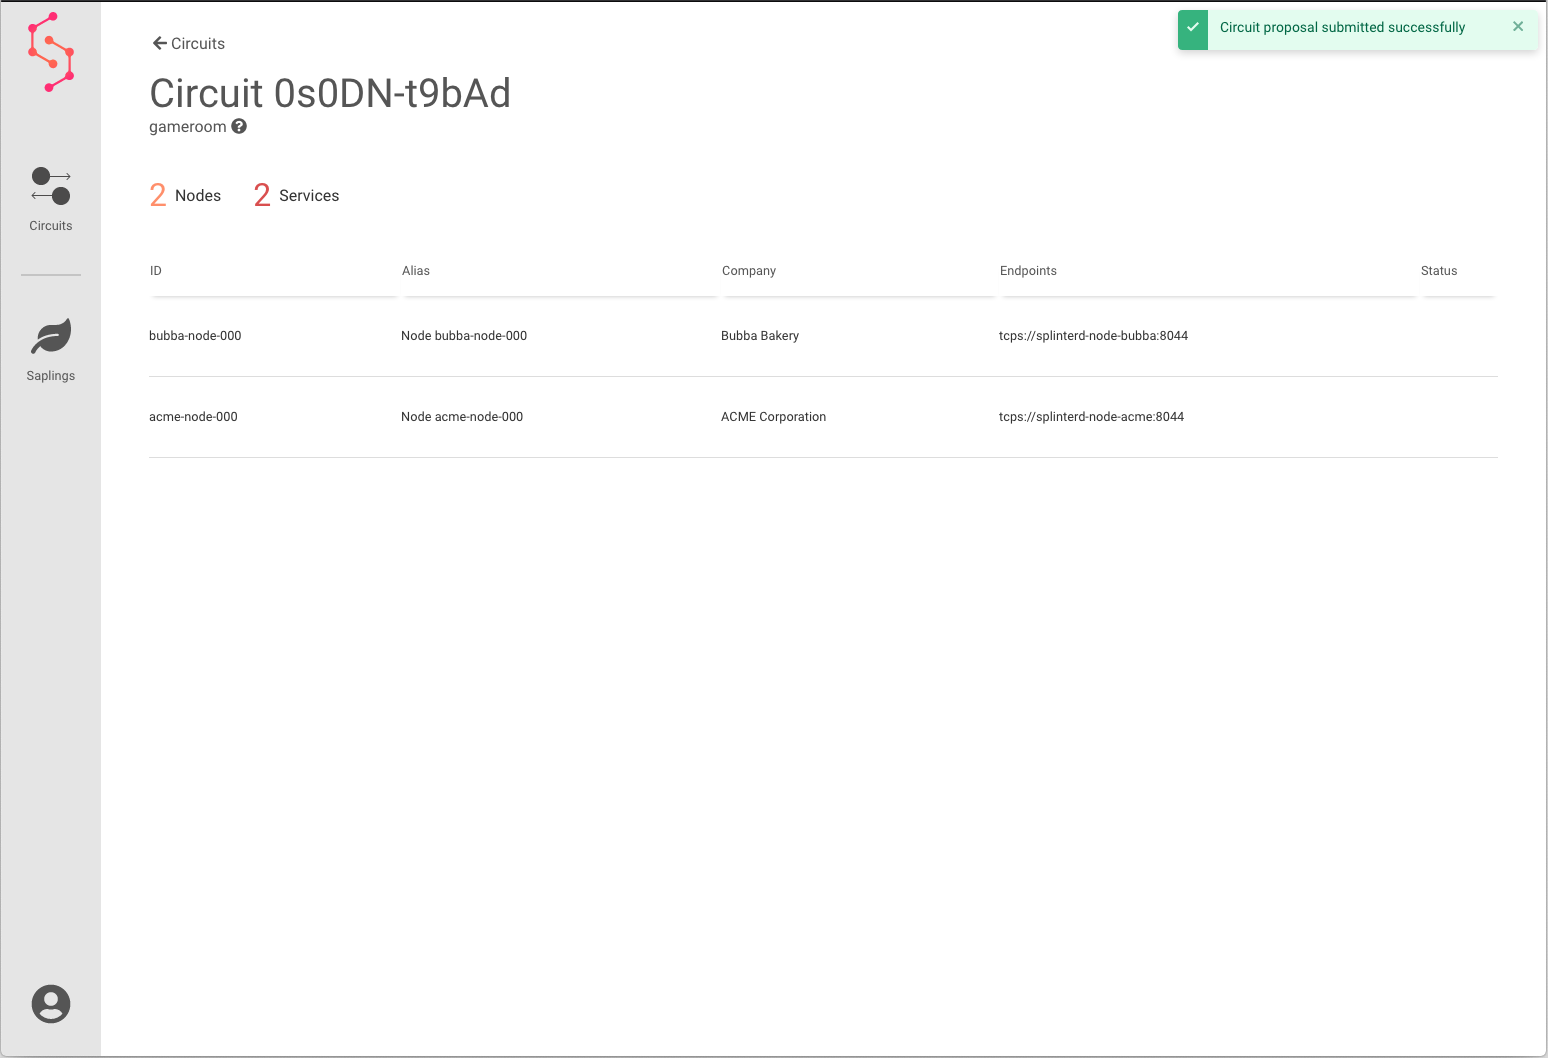 Circuit proposal submitted successfully
Circuits
Circuit 0s0DN-t9bAd
gameroom
2 Nodes 2 Services
Circuits
Saplings
ID Alias Company Endpoints Status
bubba-node-000 Node bubba-node-000 Bubba Bakery tcps://splinterd-node-bubba:8044
acme-node-000 Node acme-node-000 ACME Corporation tcps://splinterd-node-acme:8044